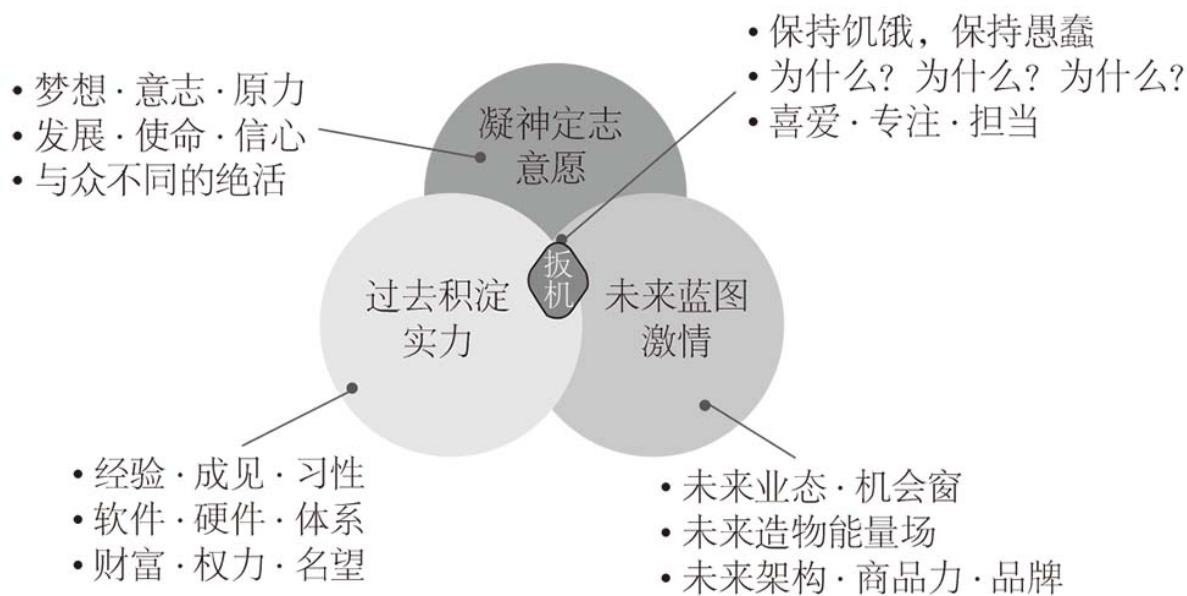 • 保持饥饿，保持愚蠢
• 为什么？为什么？为什么？
• 喜爱·专注·担当
• 梦想·意志·原力
• 发展·使命·信心
• 与众不同的绝活
凝神定志
意愿
扳
机
过去积淀
实力
未来蓝图
激情
• 经验·成见·习性
• 软件·硬件·体系
• 财富·权力·名望
• 未来业态·机会窗
• 未来造物能量场
• 未来架构·商品力·品牌